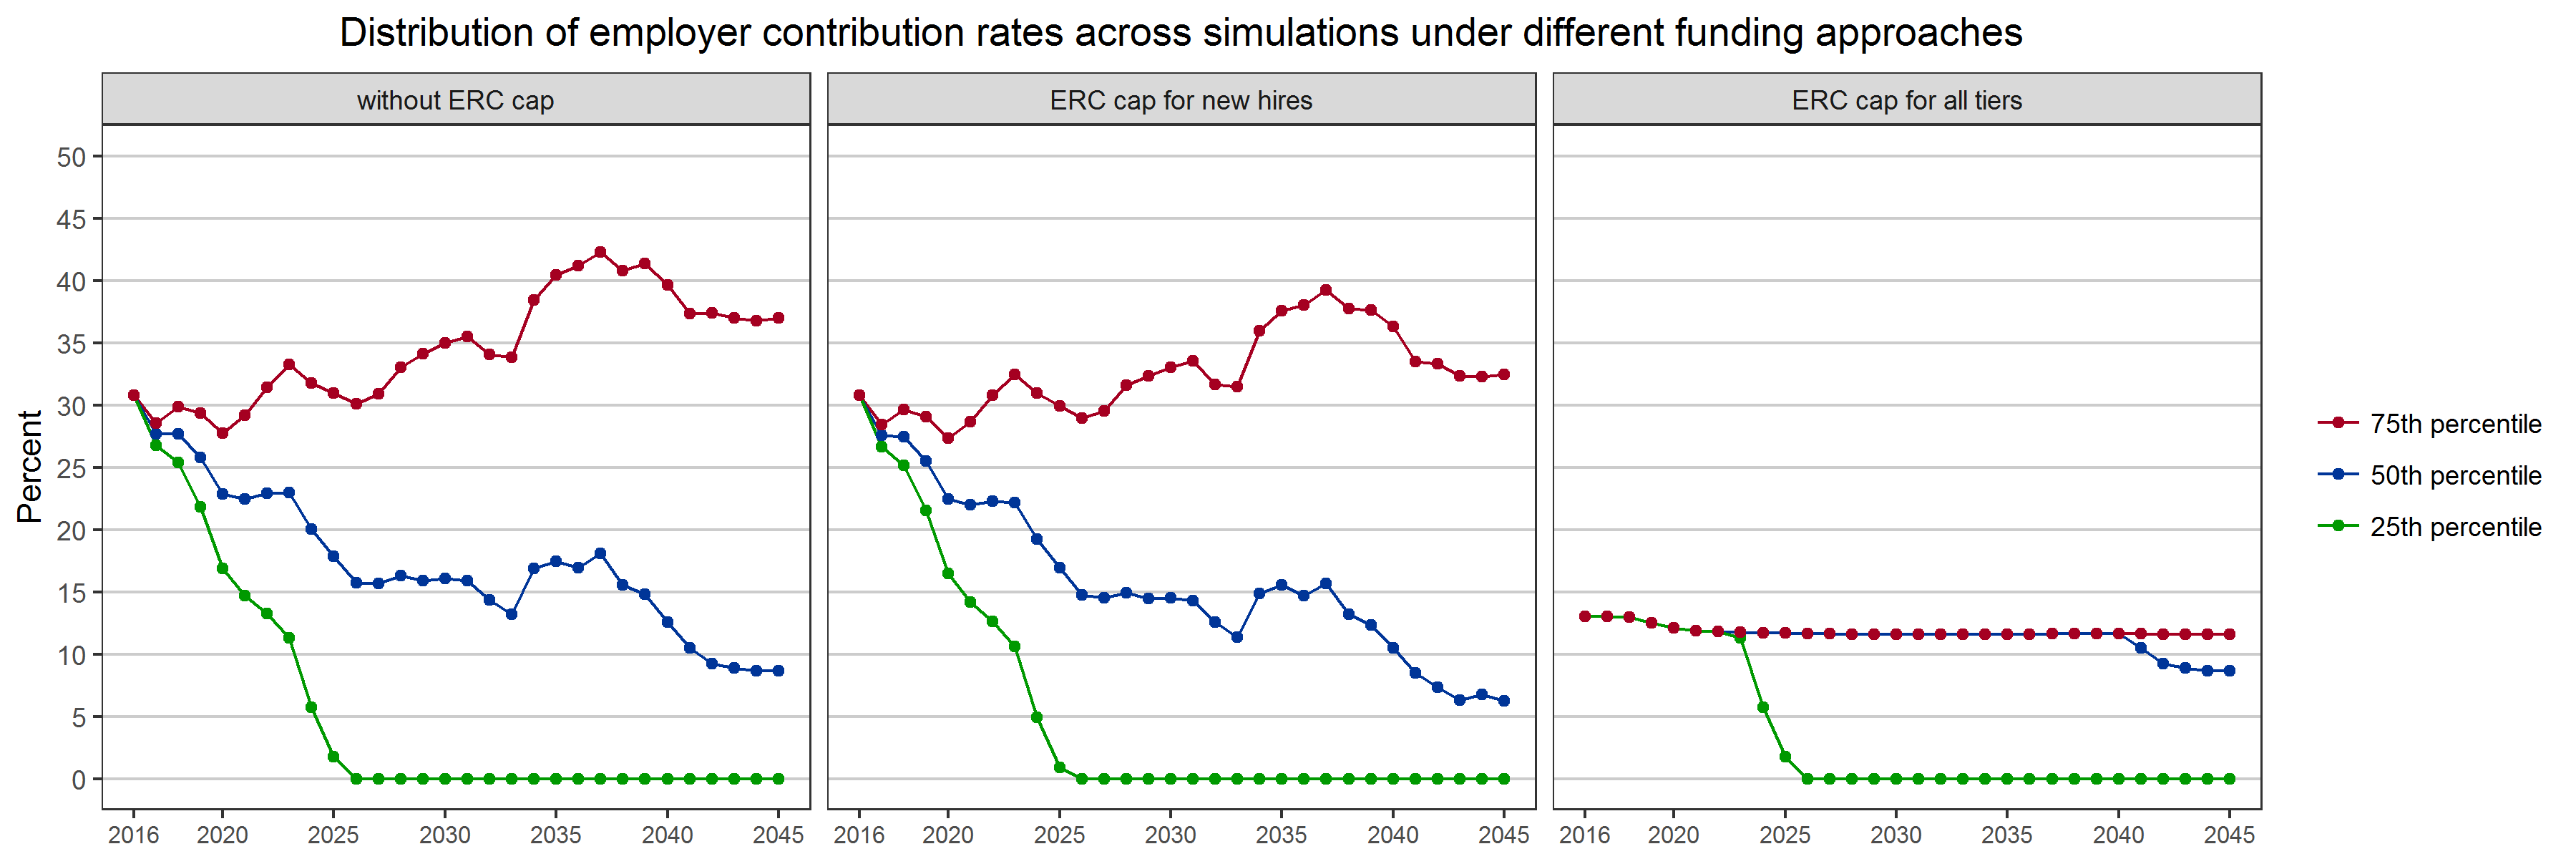 Distribution of employer contribution rates across simulations under different funding approaches
without ERC cap
ERC cap for new hires
ERC cap for all tiers
Percent
50
45
40
35
30
25
20
15
10
5
0
2016 2020 2025 2030 2035 2040 2045
2016 2020 2025 2030 2035 2040 2045
2016 2020 2025 2030 2035 2040 2045
75th percentile
50th percentile
25th percentile